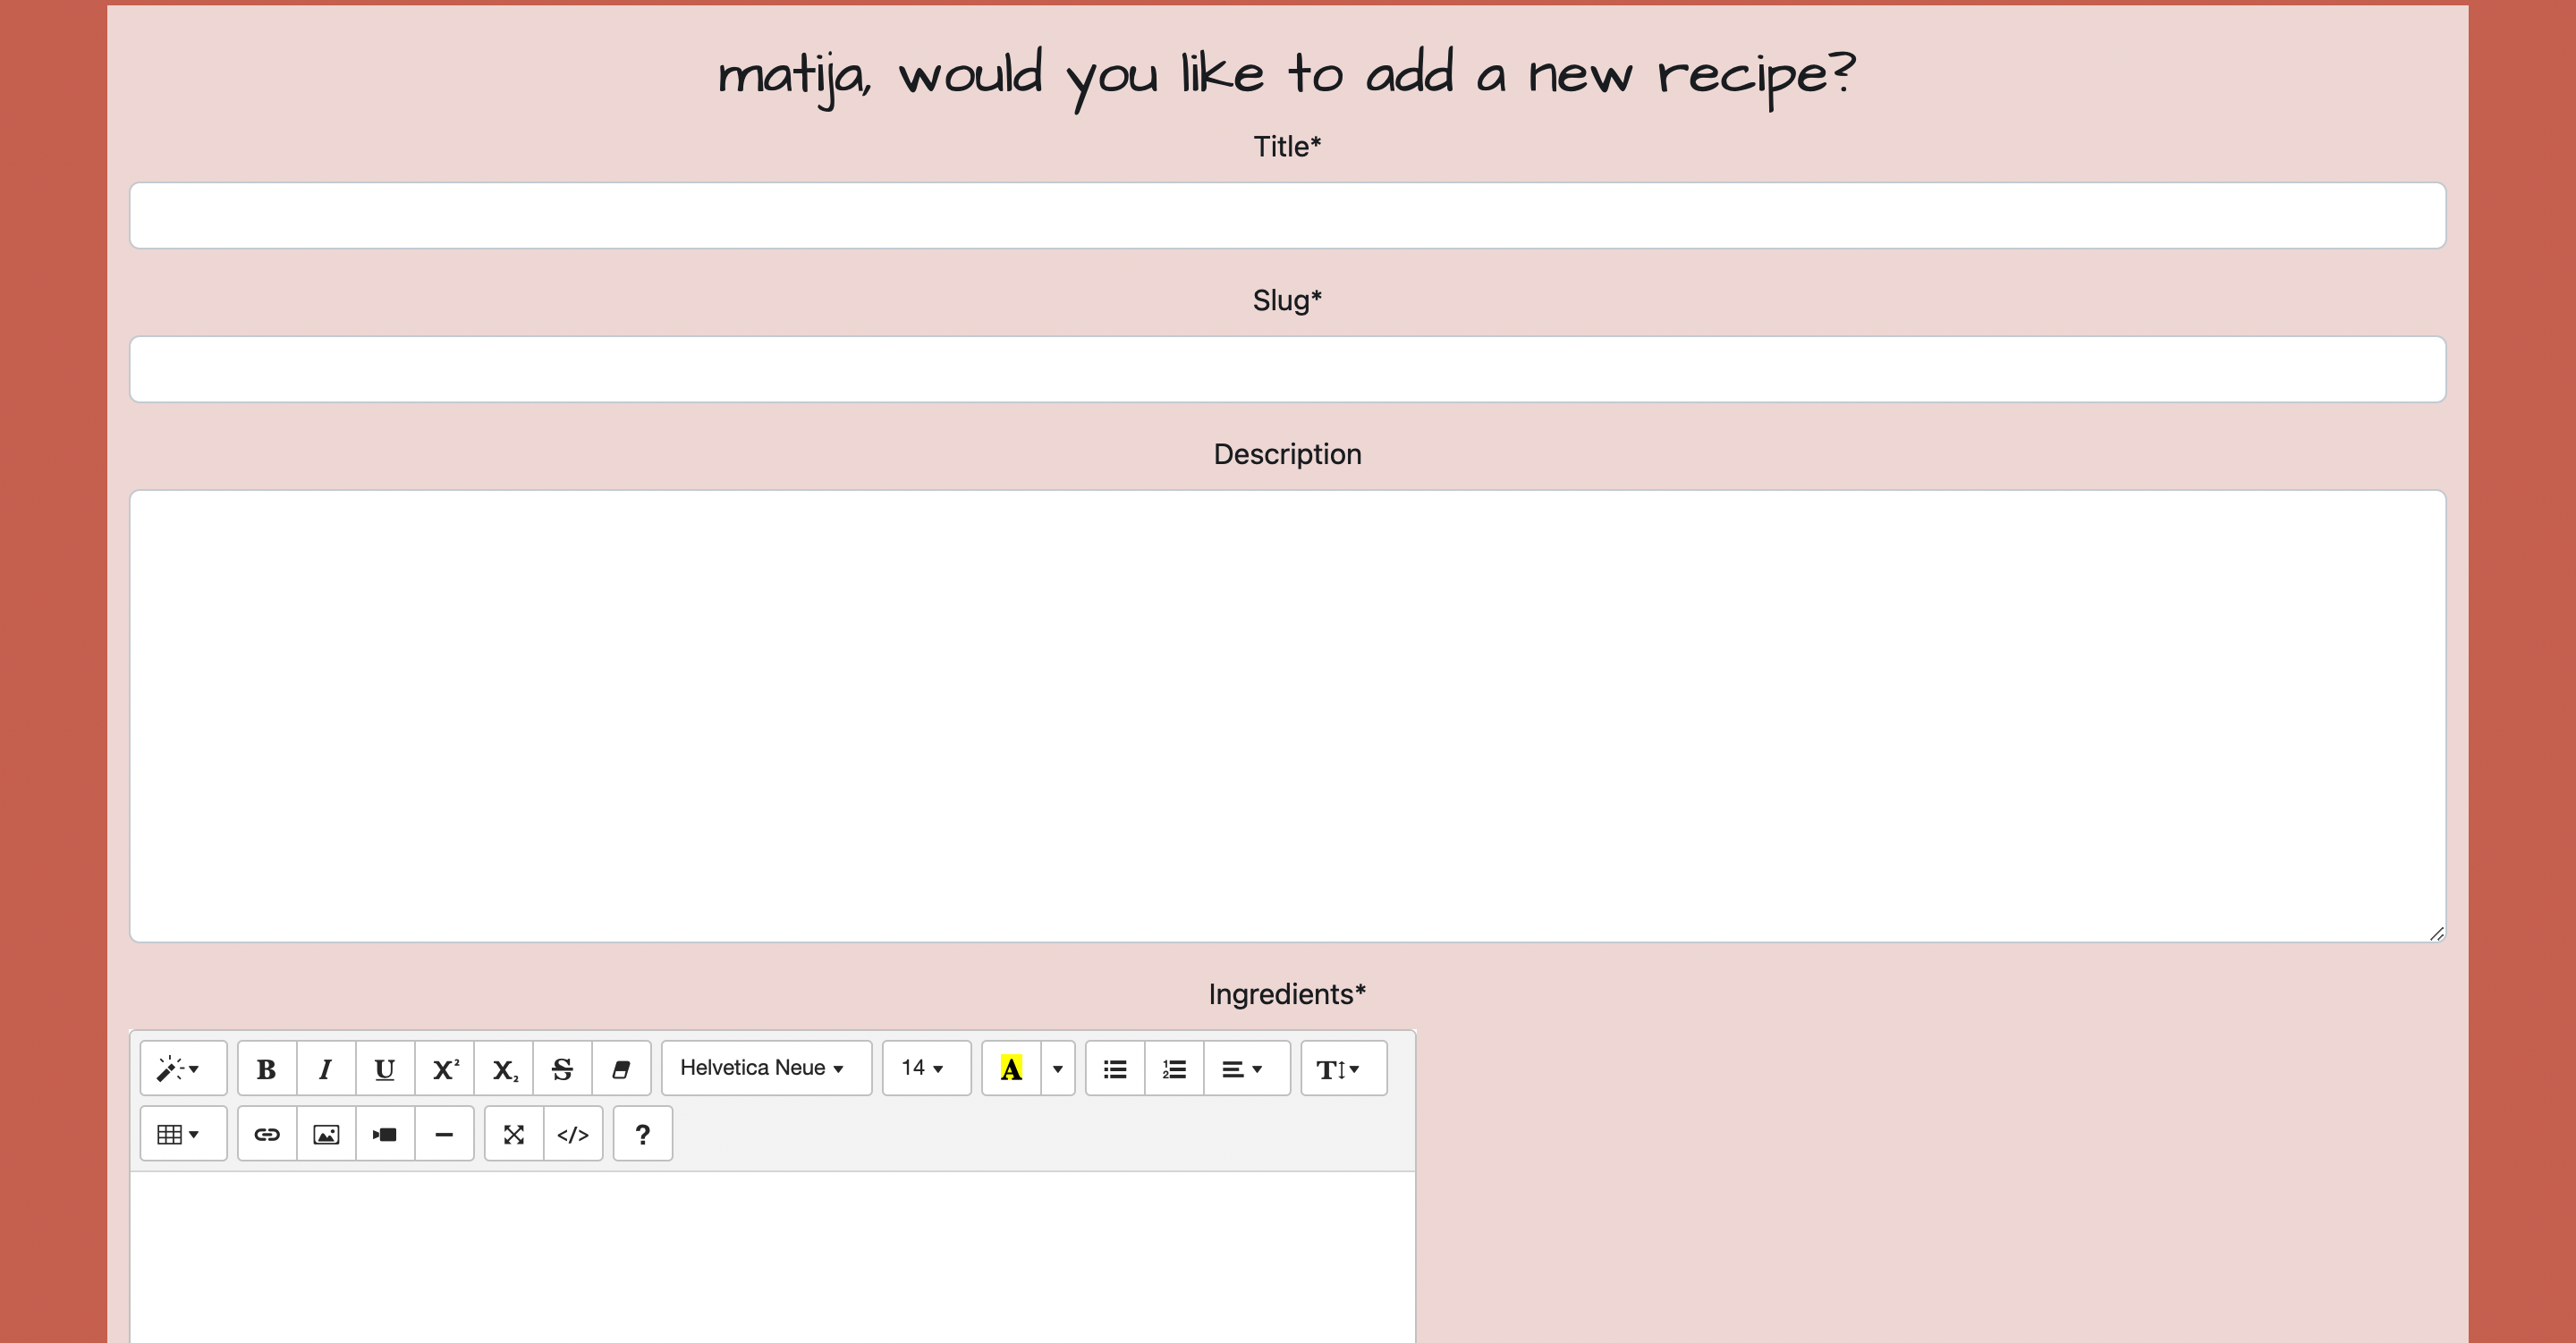 matija, would you like to add a new recipe?
Title*
Slug*
Description
Ingredients*
B I U X² X₂ S Helvetica Neue 14 A T
</> ?